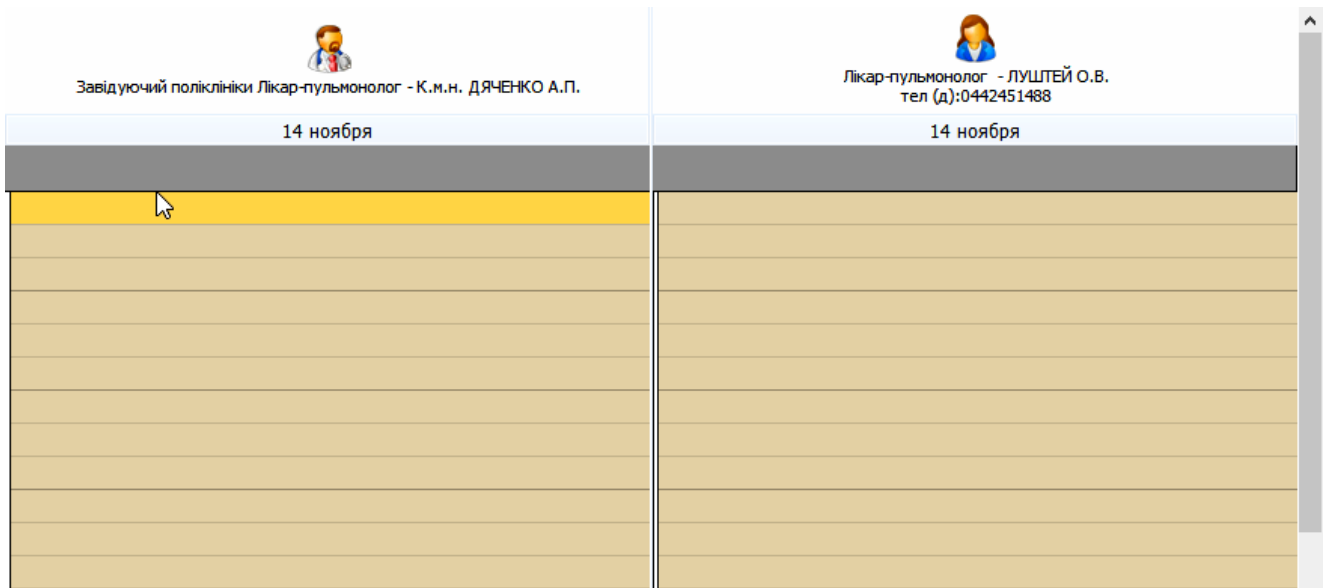 Завідуючий поліклініки Лікар-пульмонолог - К.м.н. ДЯЧЕНКО А.П.
14 ноября
Лікар-пульмонолог - ЛУШТЕЙ О.В.
тел (д):0442451488
14 ноября